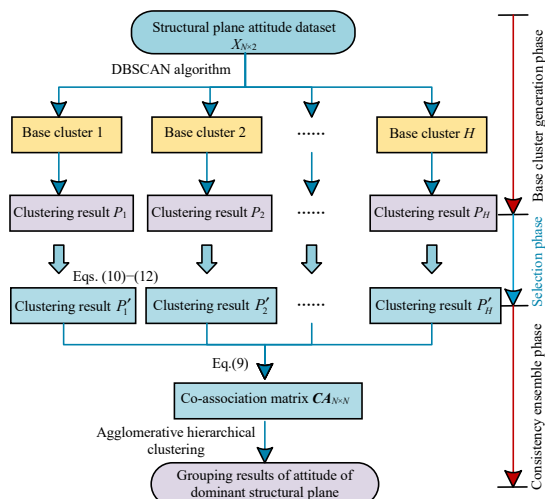 Structural plane attitude dataset
X_{N×2}
DBSCAN algorithm
Base cluster 1
Base cluster 2
······
Base cluster H
Clustering result P_1
Clustering result P_2
······
Clustering result P_H
Eqs. (10)−(12)
Clustering result P′_1
Clustering result P′_2
······
Clustering result P′_H
Eq.(9)
Co-association matrix CA_{N×N}
Agglomerative hierarchical
clustering
Grouping results of attitude of
dominant structural plane
Base cluster generation phase
Selection phase
Consistency ensemble phase